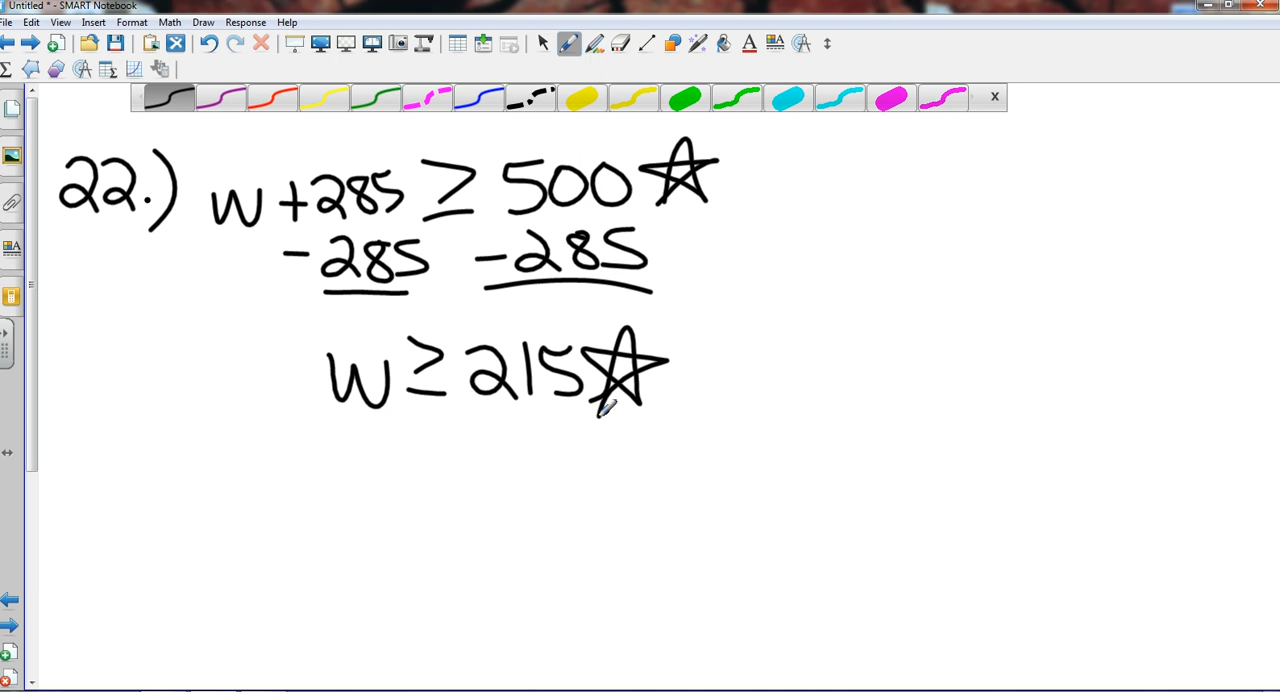 Untitled * - SMART Notebook
File Edit View Insert Format Math Draw Response Help
22.) w + 285 ≥ 500 ☆
- 285 - 285
w ≥ 215 ☆